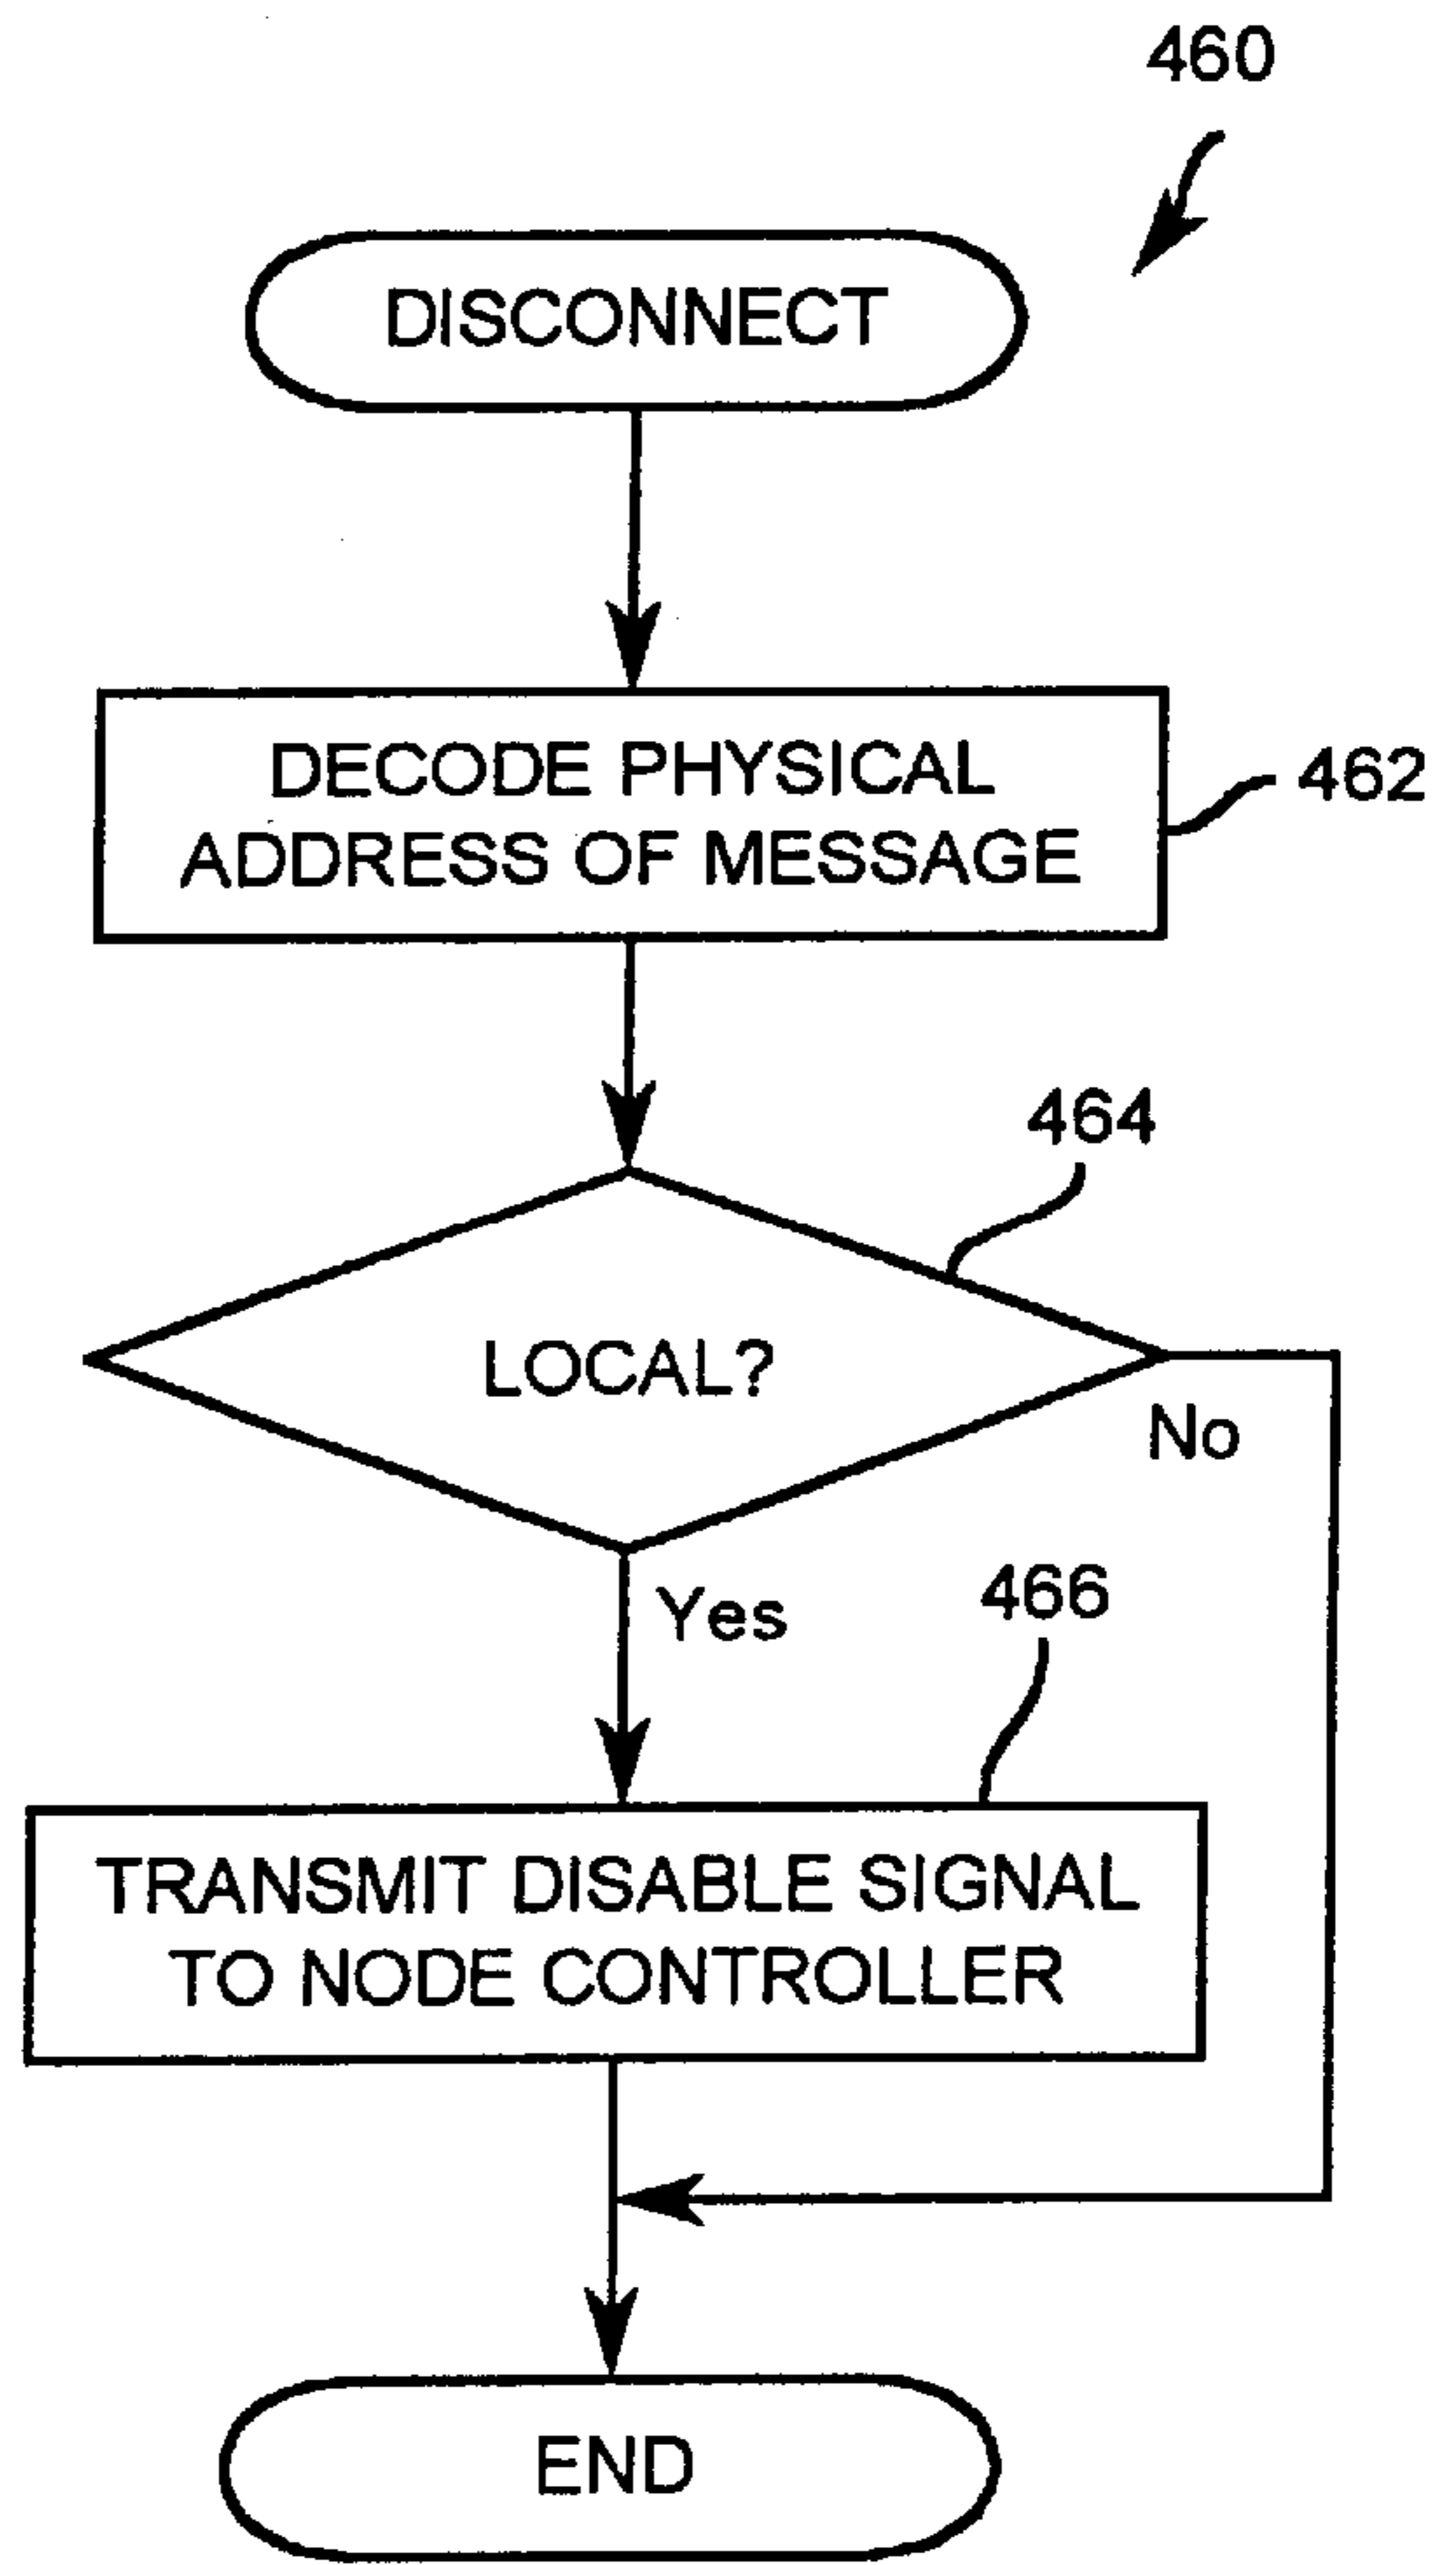 460
DISCONNECT
DECODE PHYSICAL
ADDRESS OF MESSAGE
462
464
LOCAL?
No
Yes
466
TRANSMIT DISABLE SIGNAL
TO NODE CONTROLLER
END